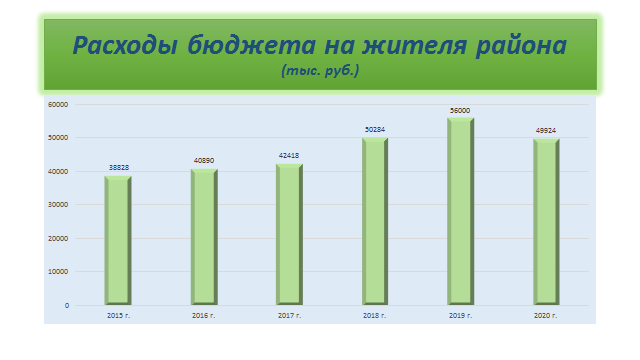 Расходы бюджета на жителя района
(тыс. руб.)
60000
50000
40000
30000
20000
10000
0
38828
40890
42418
50284
56000
49924
2015 г.
2016 г.
2017 г.
2018 г.
2019 г.
2020 г.